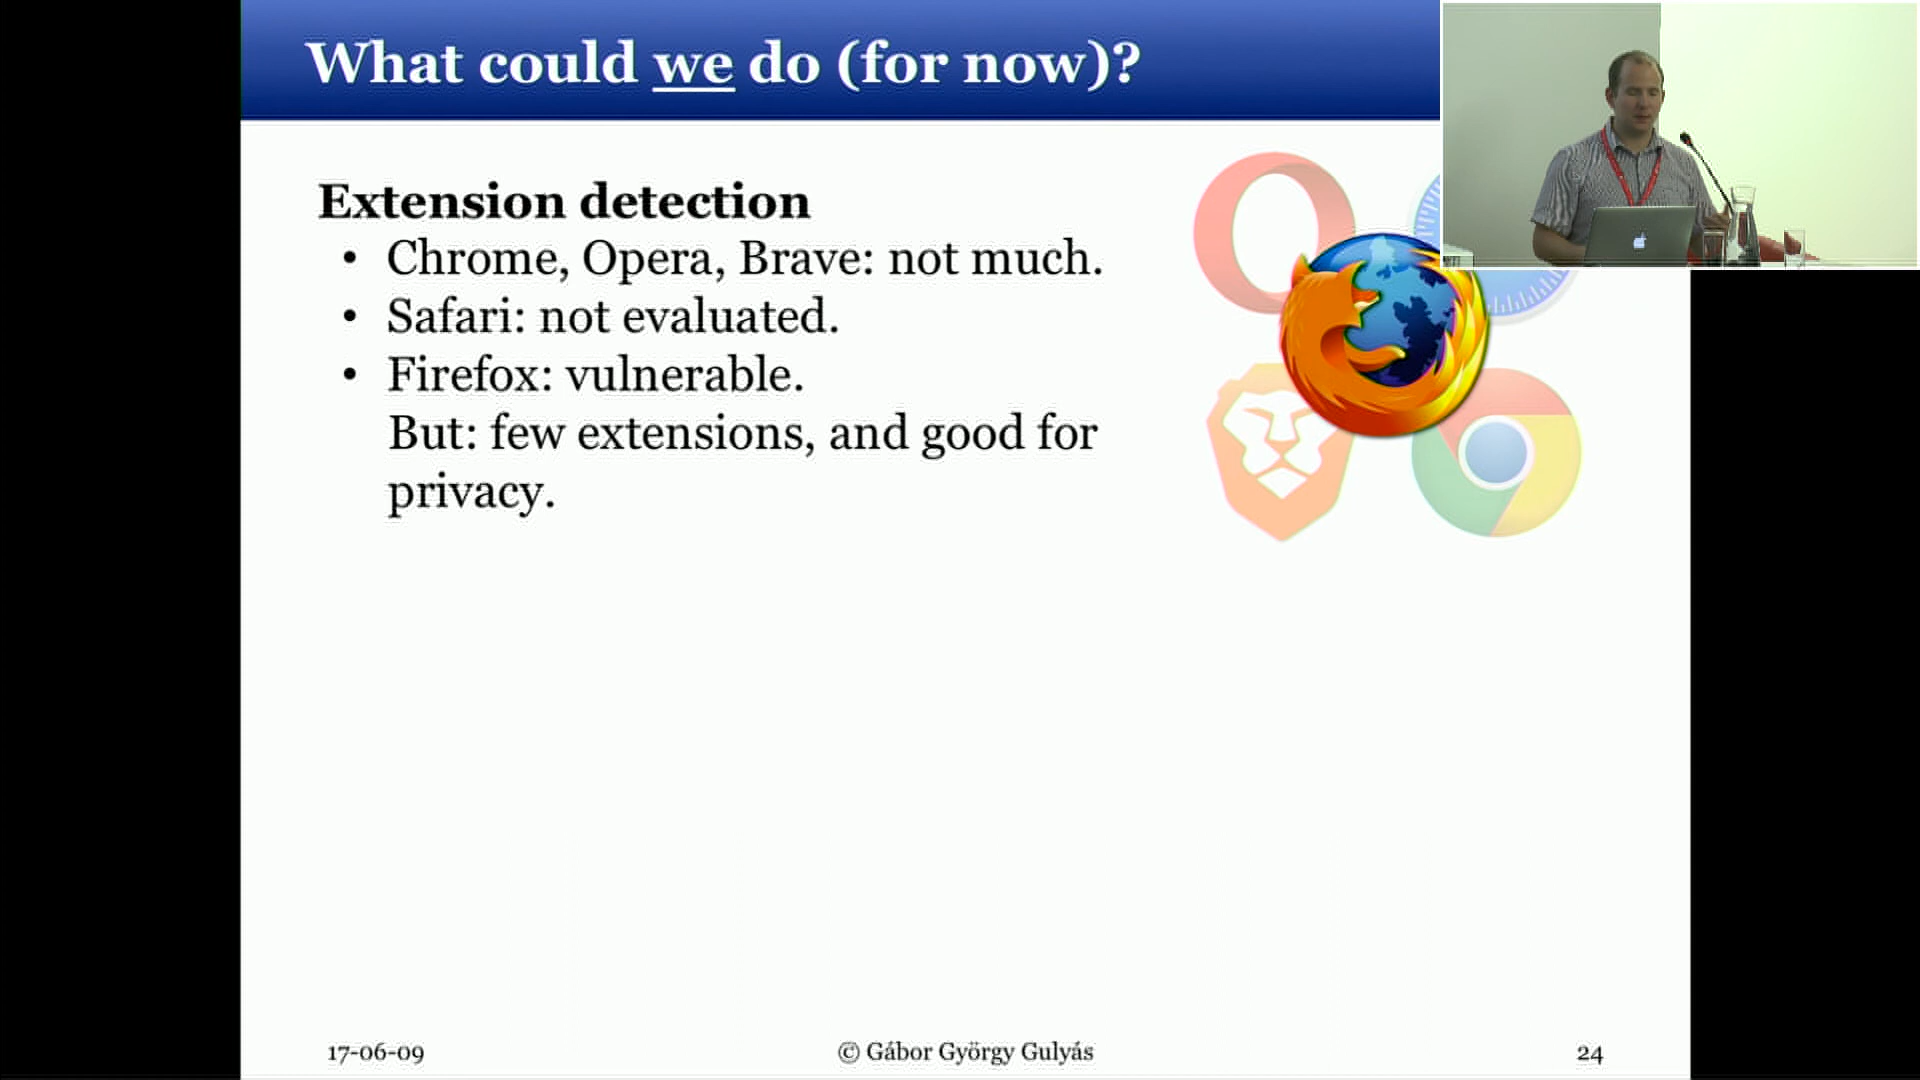 What could we do (for now)?
Extension detection
• Chrome, Opera, Brave: not much.
• Safari: not evaluated.
• Firefox: vulnerable.
But: few extensions, and good for
privacy.
17-06-09
© Gábor György Gulyás
24